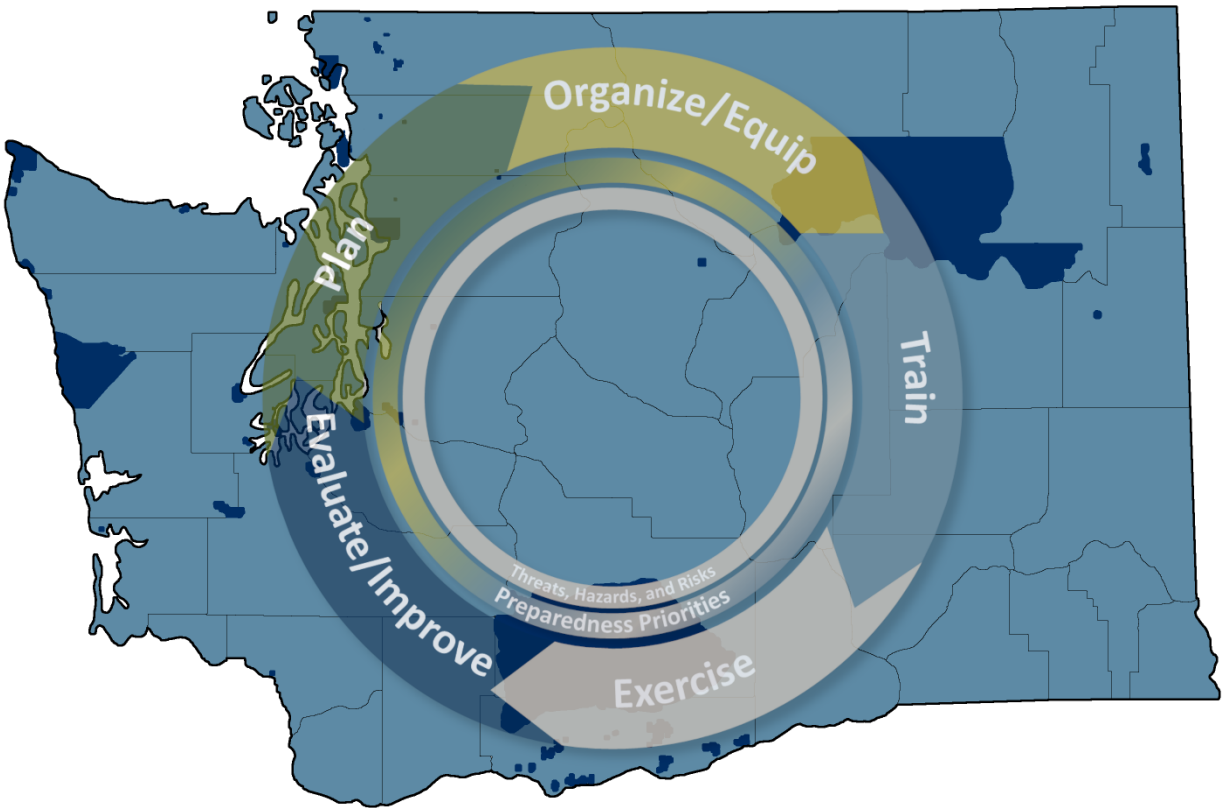 Organize/Equip
Train
Exercise
Evaluate/Improve
Plan
Threats, Hazards, and Risks
Preparedness Priorities